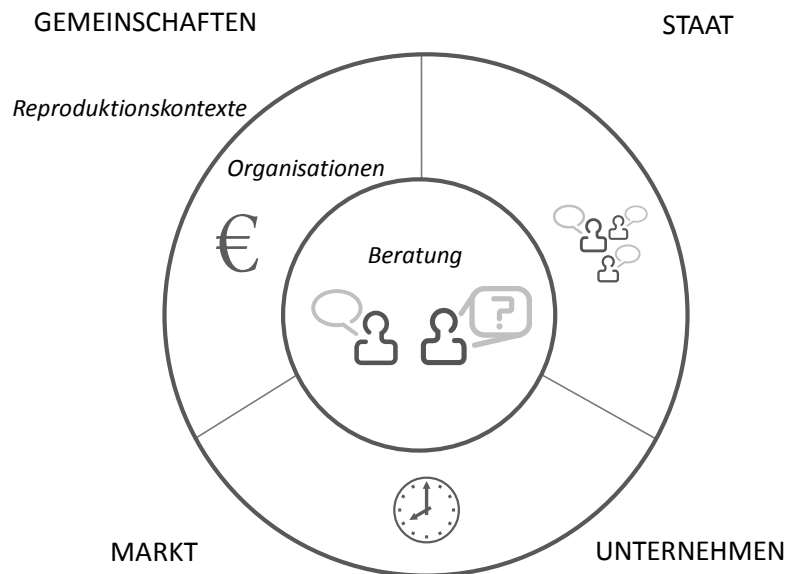 GEMEINSCHAFTEN
STAAT
Reproduktionskontexte
Organisationen
€
Beratung
?
MARKT
UNTERNEHMEN